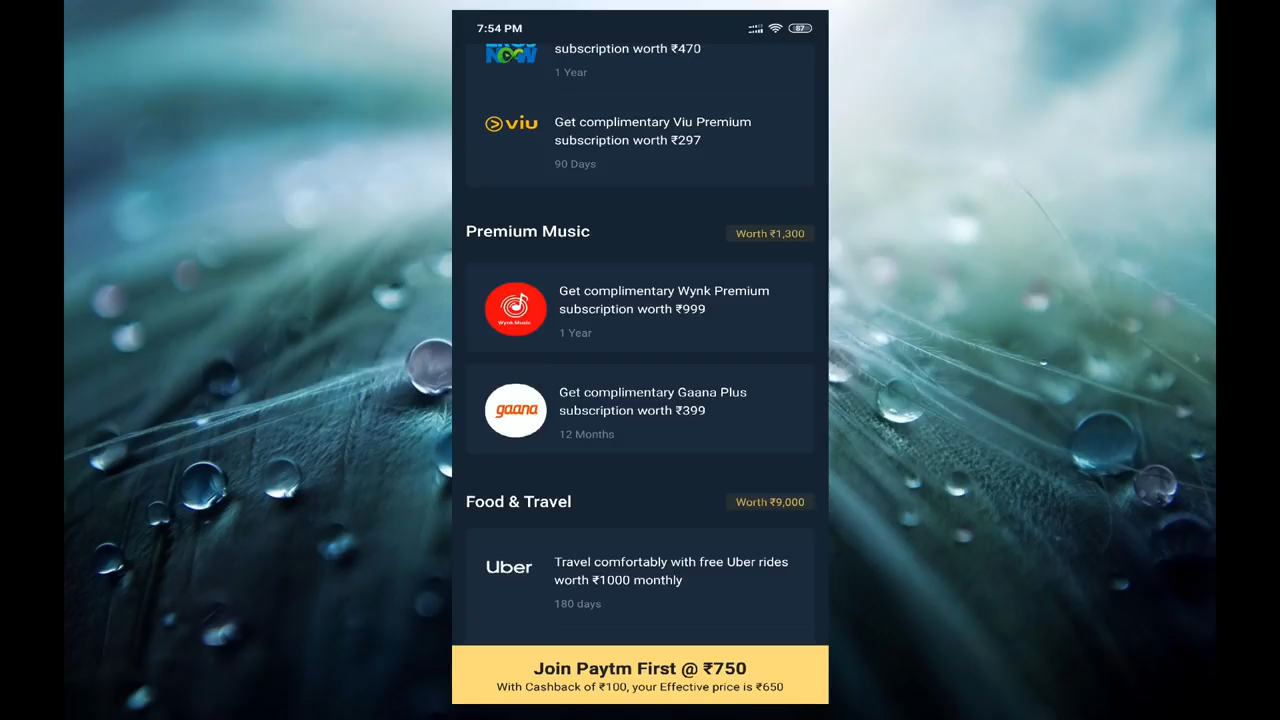 7:54 PM
87
NOW
subscription worth ₹470
1 Year
viu
Get complimentary Viu Premium
subscription worth ₹297
90 Days
Premium Music
Worth ₹1,300
Wynk Music
Get complimentary Wynk Premium
subscription worth ₹999
1 Year
gaana
Get complimentary Gaana Plus
subscription worth ₹399
12 Months
Food & Travel
Worth ₹9,000
Uber
Travel comfortably with free Uber rides
worth ₹1000 monthly
180 days
Join Paytm First @ ₹750
With Cashback of ₹100, your Effective price is ₹650